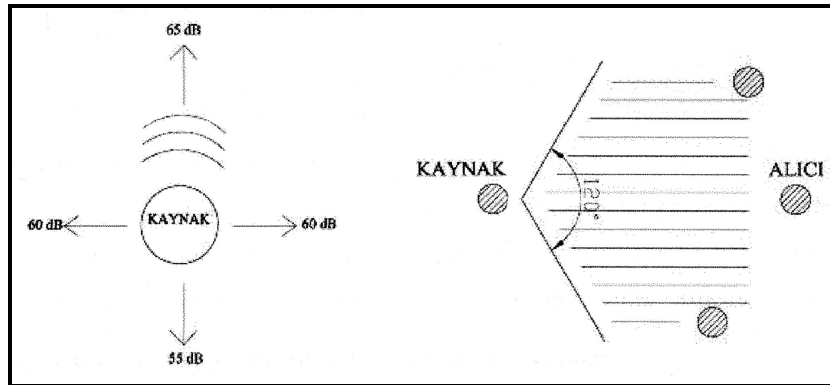 65 dB
KAYNAK
60 dB
60 dB
55 dB
KAYNAK
120°
ALICI